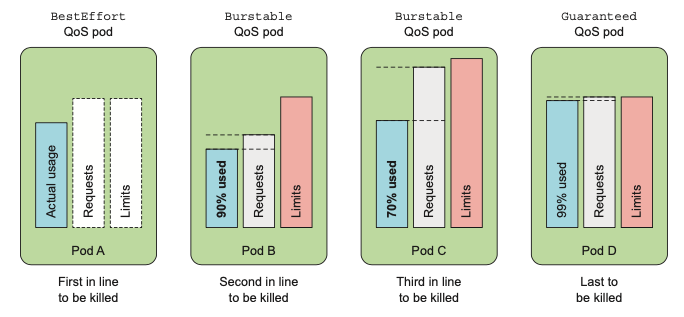 BestEffort
QoS pod
Actual usage
Requests
Limits
Pod A
First in line
to be killed
Burstable
QoS pod
90% used
Requests
Limits
Pod B
Second in line
to be killed
Burstable
QoS pod
70% used
Requests
Limits
Pod C
Third in line
to be killed
Guaranteed
QoS pod
99% used
Requests
Limits
Pod D
Last to
be killed